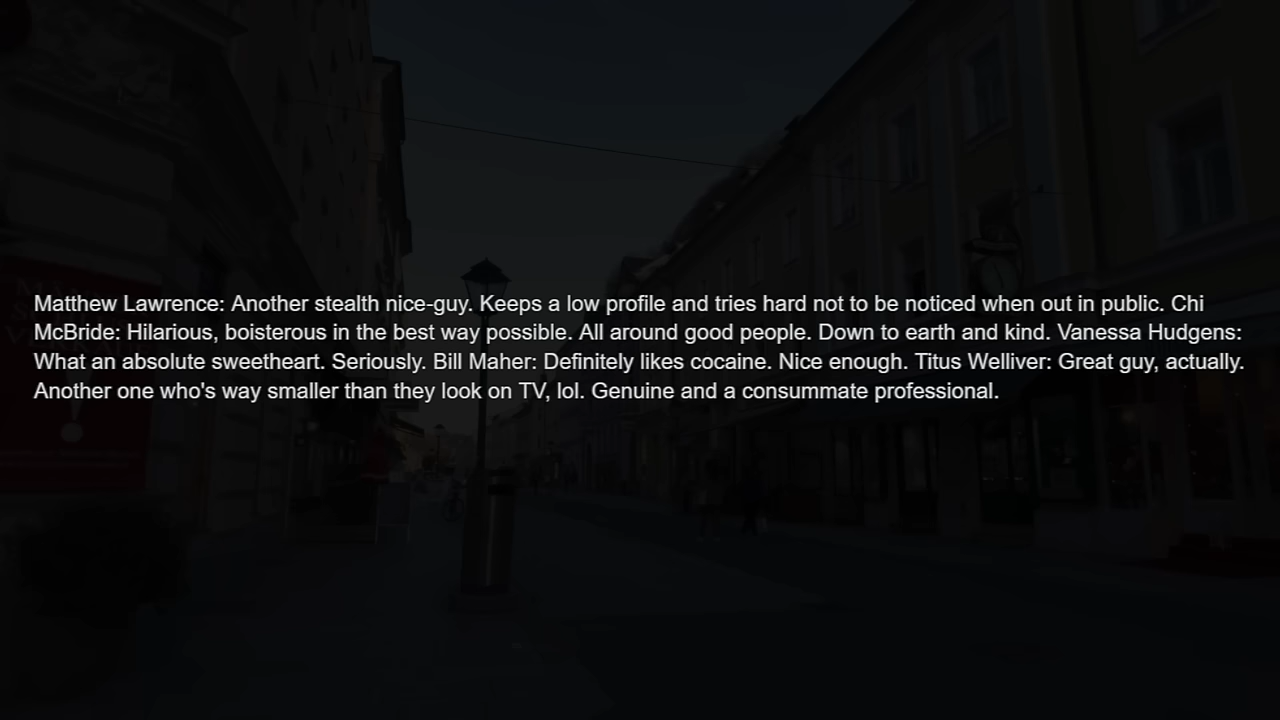 Matthew Lawrence: Another stealth nice-guy. Keeps a low profile and tries hard not to be noticed when out in public. Chi
McBride: Hilarious, boisterous in the best way possible. All around good people. Down to earth and kind. Vanessa Hudgens:
What an absolute sweetheart. Seriously. Bill Maher: Definitely likes cocaine. Nice enough. Titus Welliver: Great guy, actually.
Another one who's way smaller than they look on TV, lol. Genuine and a consummate professional.